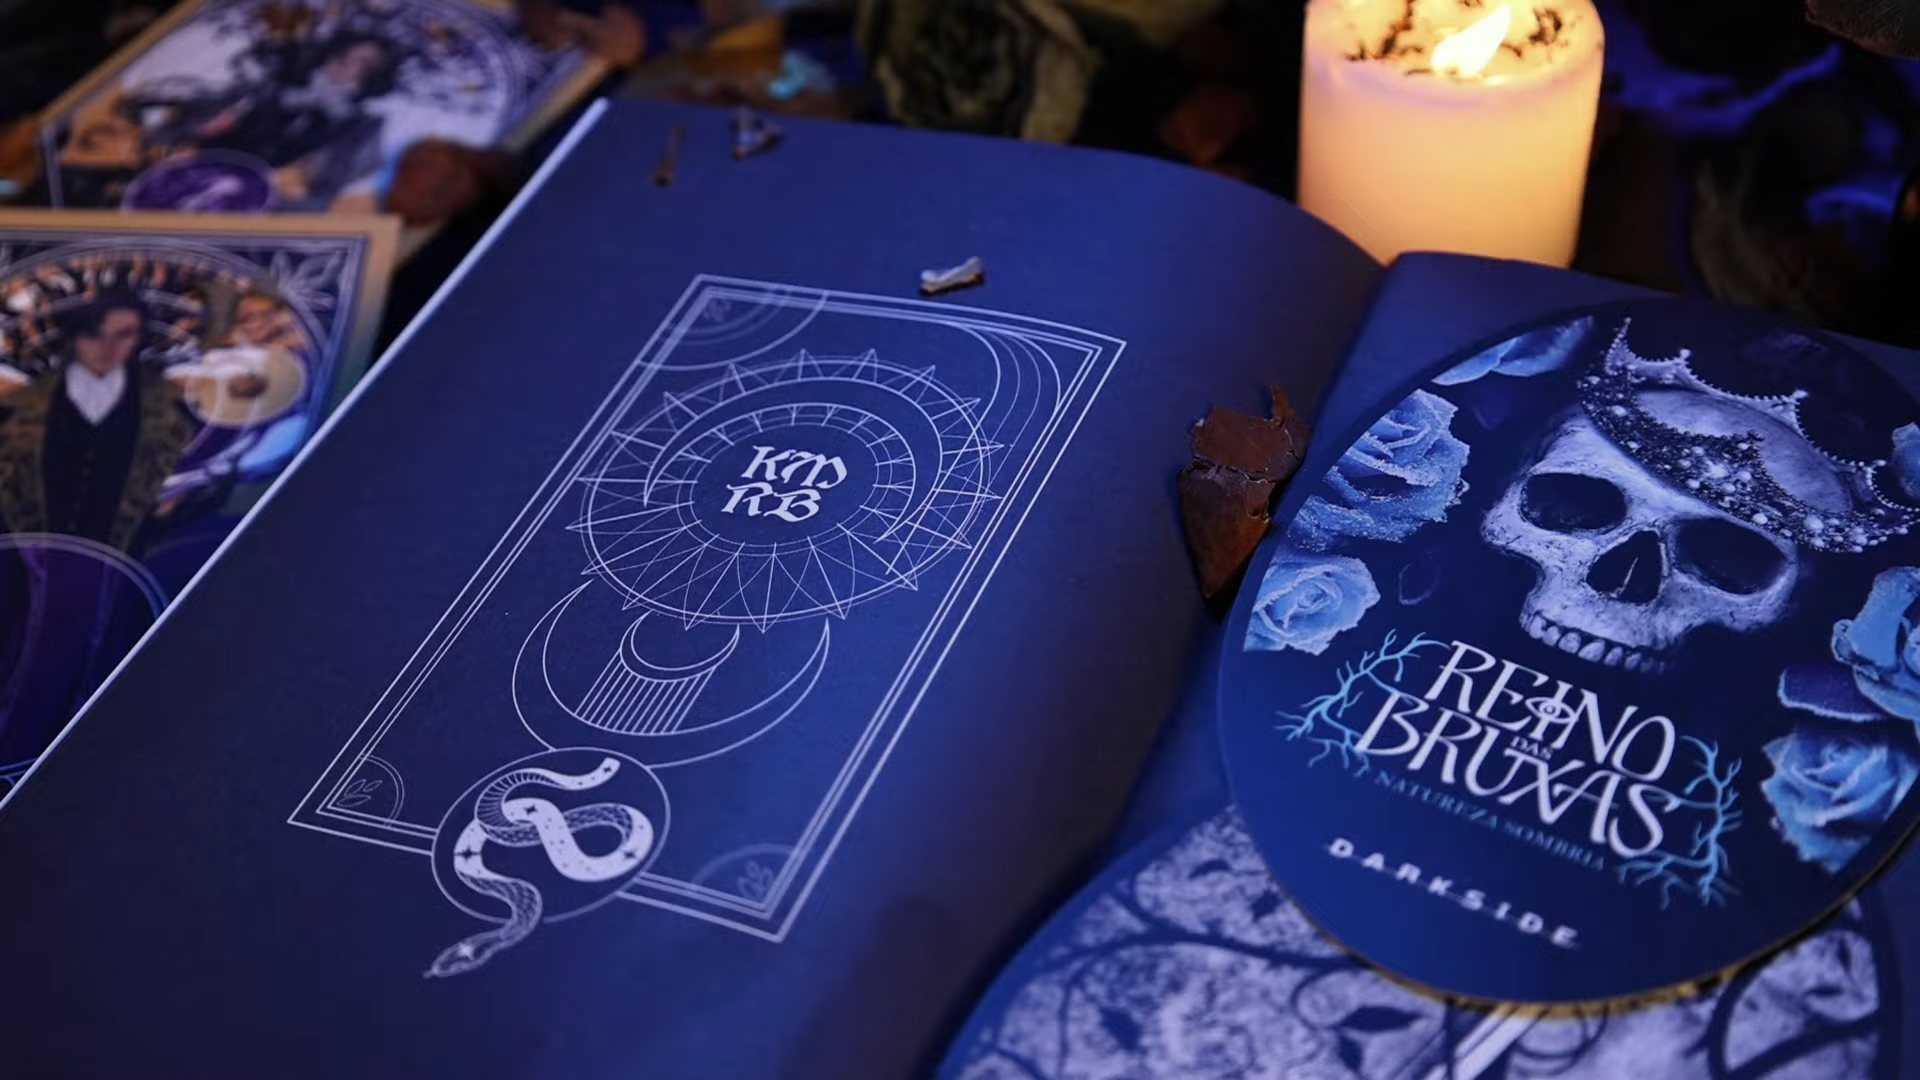 KM
RB
REINO
DAS
BRUXAS
NATUREZA SOMBRIA
DARKSIDE